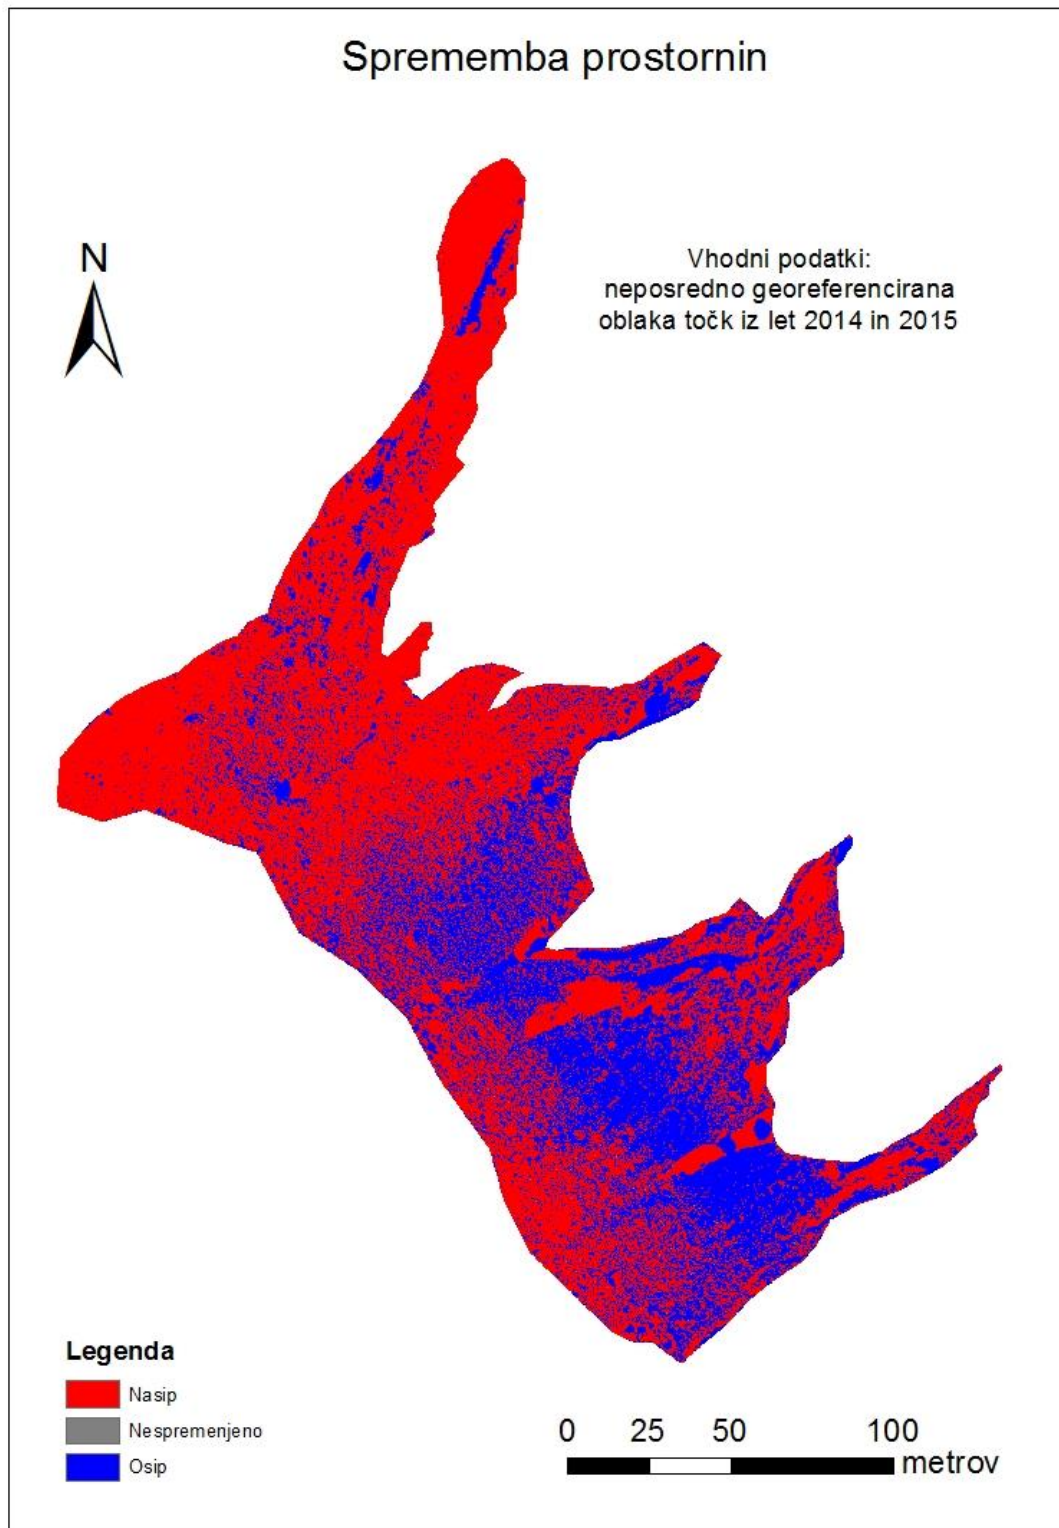 Sprememba prostornin
N
Vhodni podatki:
neposredno georeferencirana
oblaka točk iz let 2014 in 2015
Legenda
Nasip
Nespremenjeno
Osip
0 25 50 100
metrov